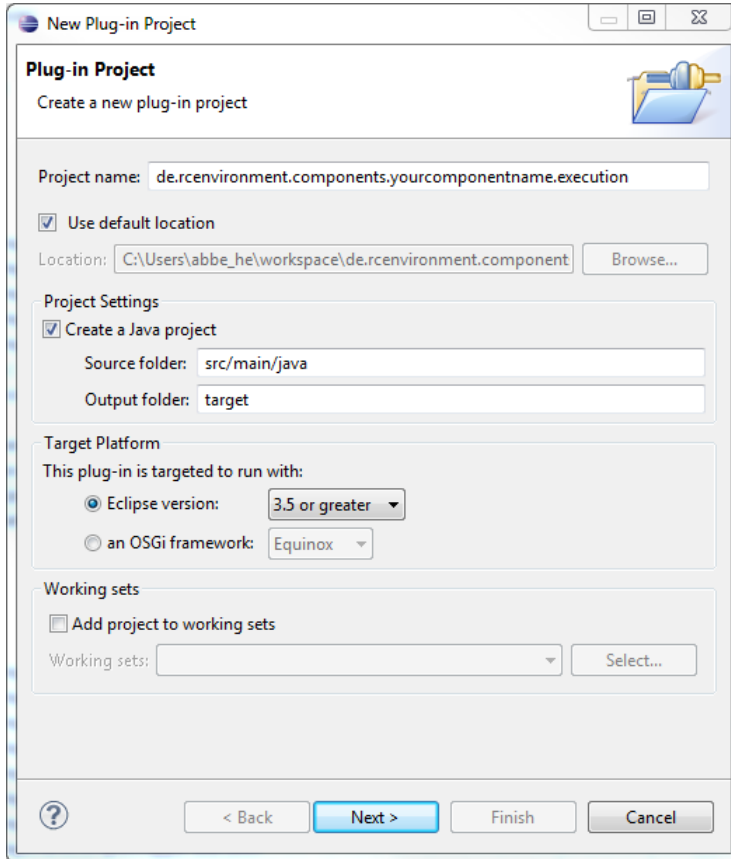 New Plug-in Project
Plug-in Project
Create a new plug-in project
Project name: de.rcenvironment.components.yourcomponentname.execution
Use default location
Location: C:\Users\abbe_he\workspace\de.rcenvironment.component Browse...
Project Settings
Create a Java project
Source folder: src/main/java
Output folder: target
Target Platform
This plug-in is targeted to run with:
Eclipse version: 3.5 or greater
an OSGi framework: Equinox
Working sets
Add project to working sets
Working sets: Select...
? < Back Next > Finish Cancel